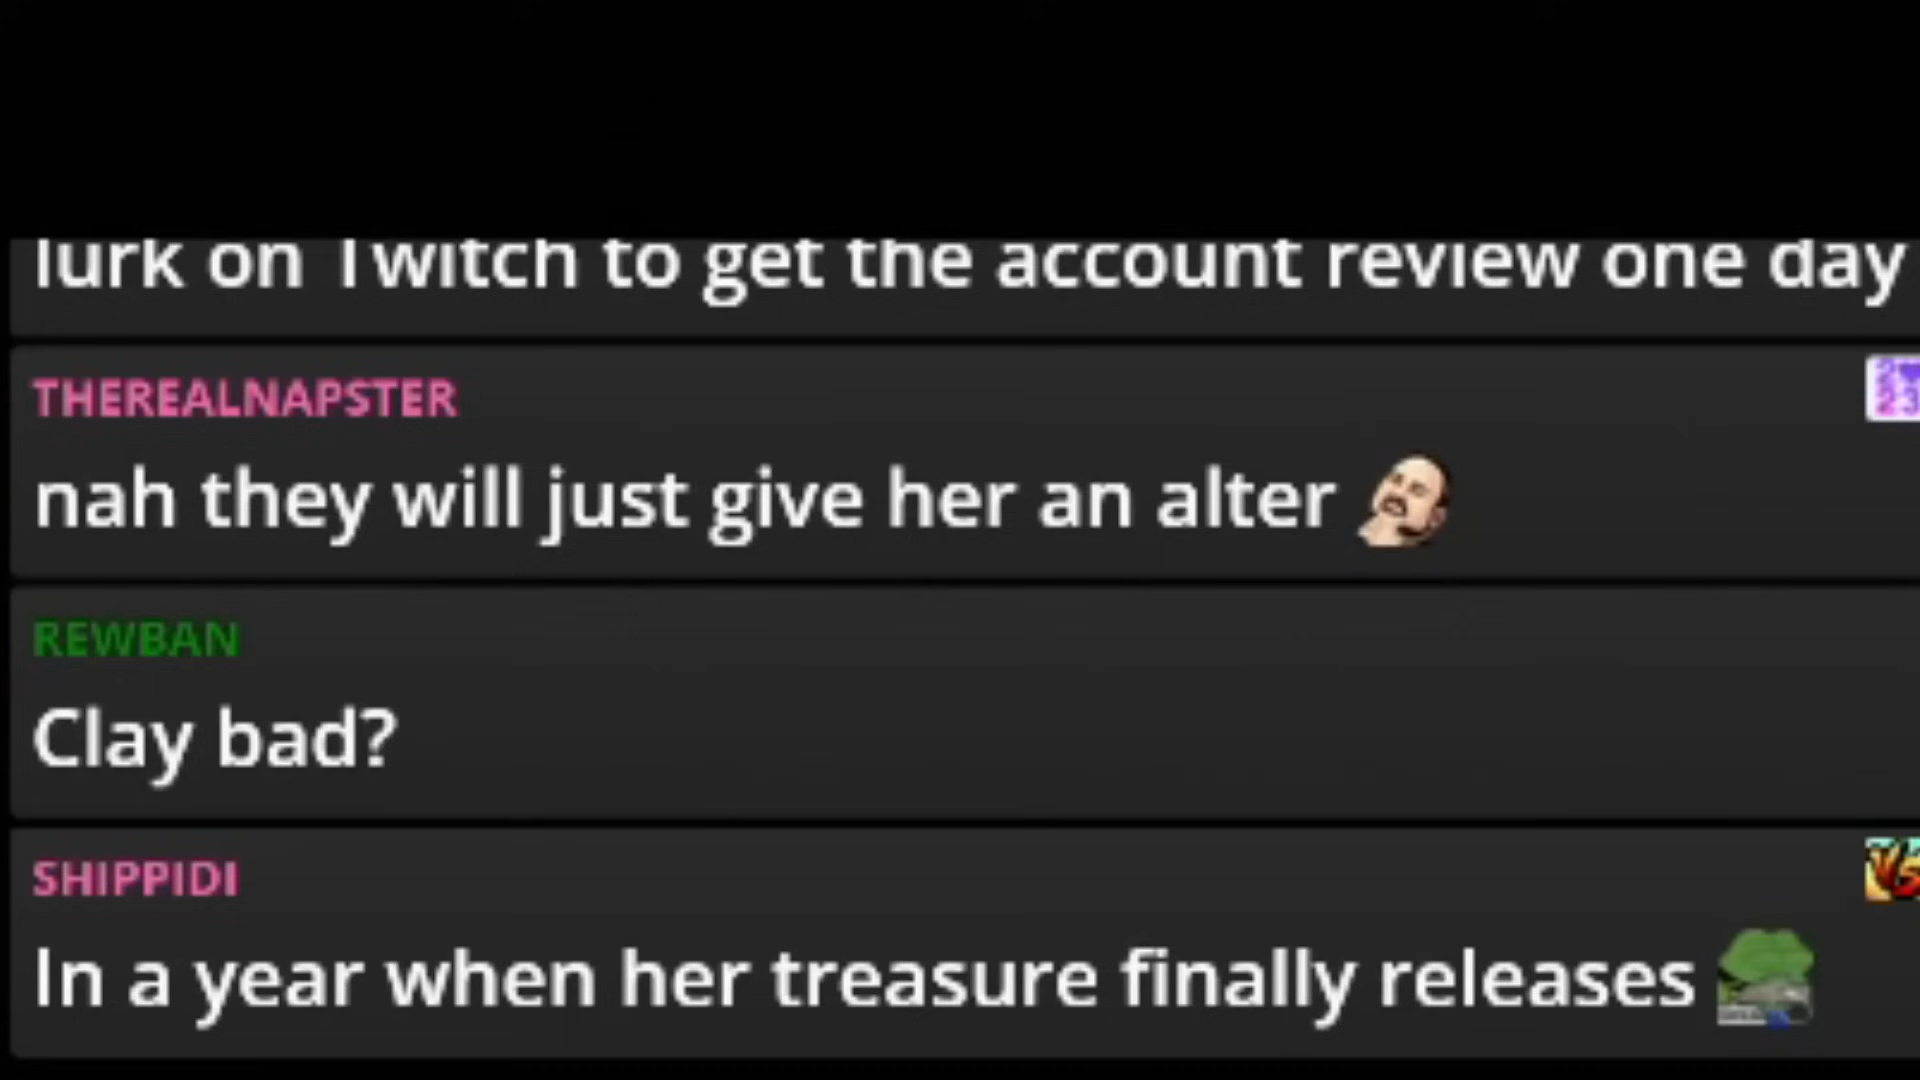 lurk on Twitch to get the account review one day
THEREALNAPSTER
nah they will just give her an alter
REWBAN
Clay bad?
SHIPPIDI
VS
In a year when her treasure finally releases